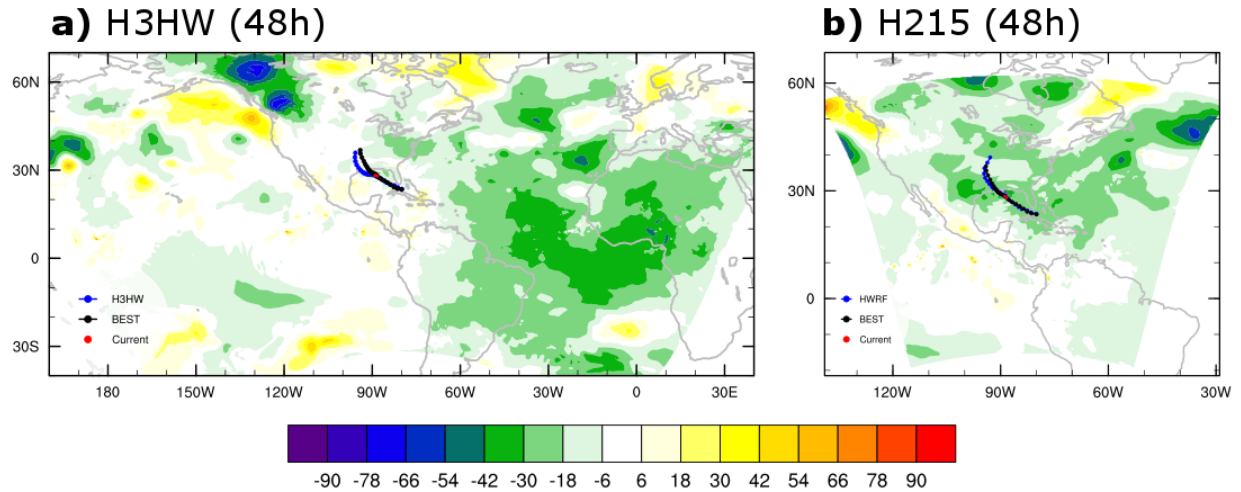 a) H3HW (48h)
b) H215 (48h)
60N
30N
0
30S
H3HW
BEST
Current
150W 120W 90W 60W 30W 0 30E
60N
30N
0
HWRF
BEST
Current
120W 90W 60W 30W
-90 -78 -66 -54 -42 -30 -18 -6 6 18 30 42 54 66 78 90